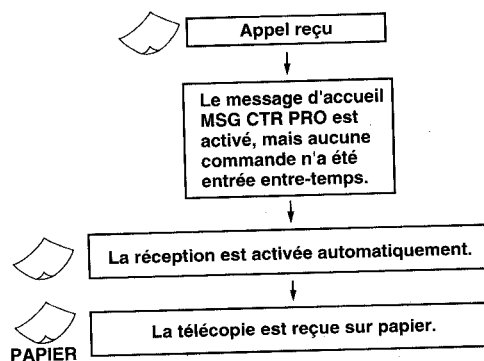 Appel reçu
Le message d'accueil
MSG CTR PRO est
activé, mais aucune
commande n'a été
entrée entre-temps.
La réception est activée automatiquement.
La télécopie est reçue sur papier.
PAPIER